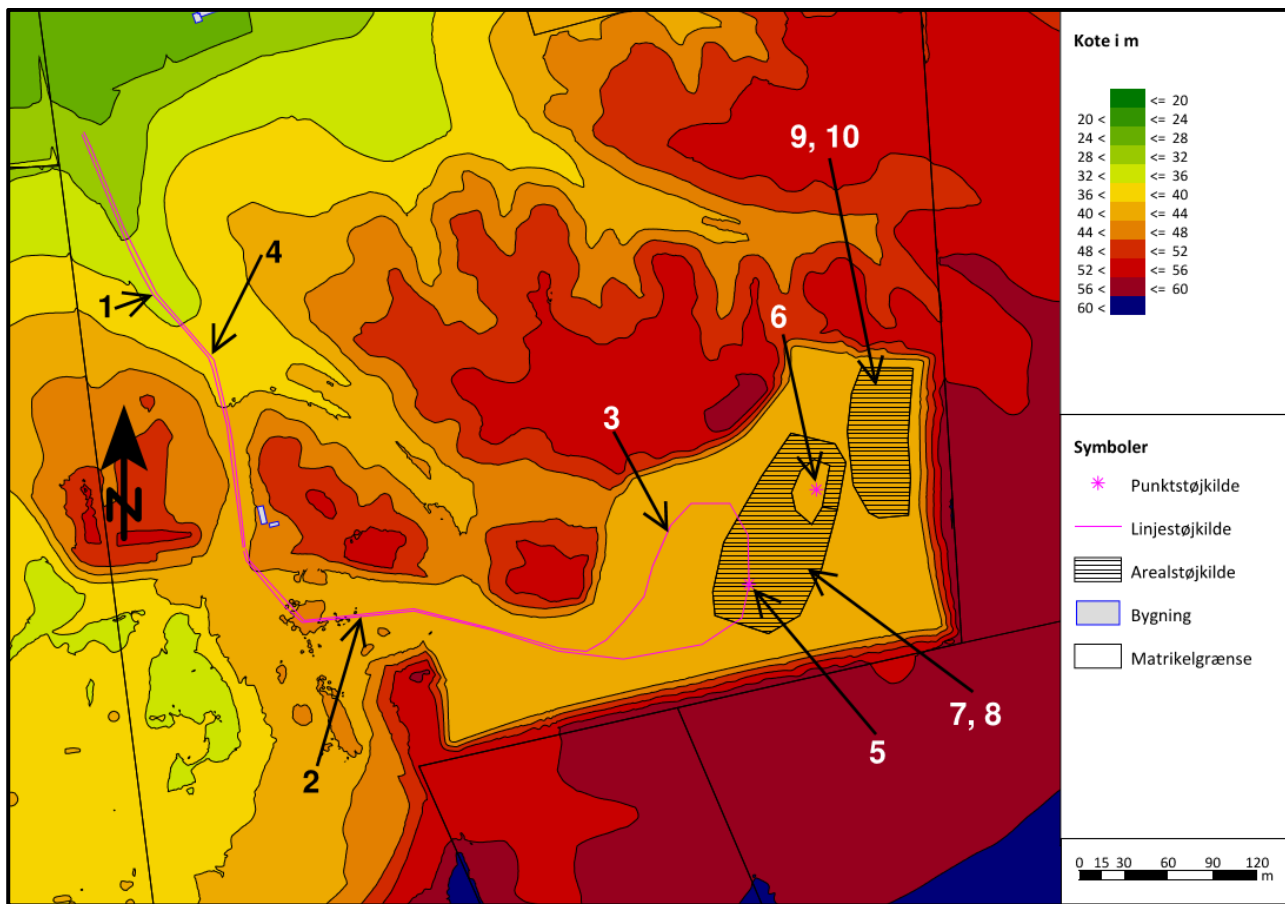 9, 10
4
1
6
3
N
7, 8
5
2
Kote i m
<= 20
20 < <= 24
24 < <= 28
28 < <= 32
32 < <= 36
36 < <= 40
40 < <= 44
44 < <= 48
48 < <= 52
52 < <= 56
56 < <= 60
60 <
Symboler
Punktstøjkilde
Linjestøjkilde
Arealstøjkilde
Bygning
Matrikelgrænse
0 15 30 60 90 120
m